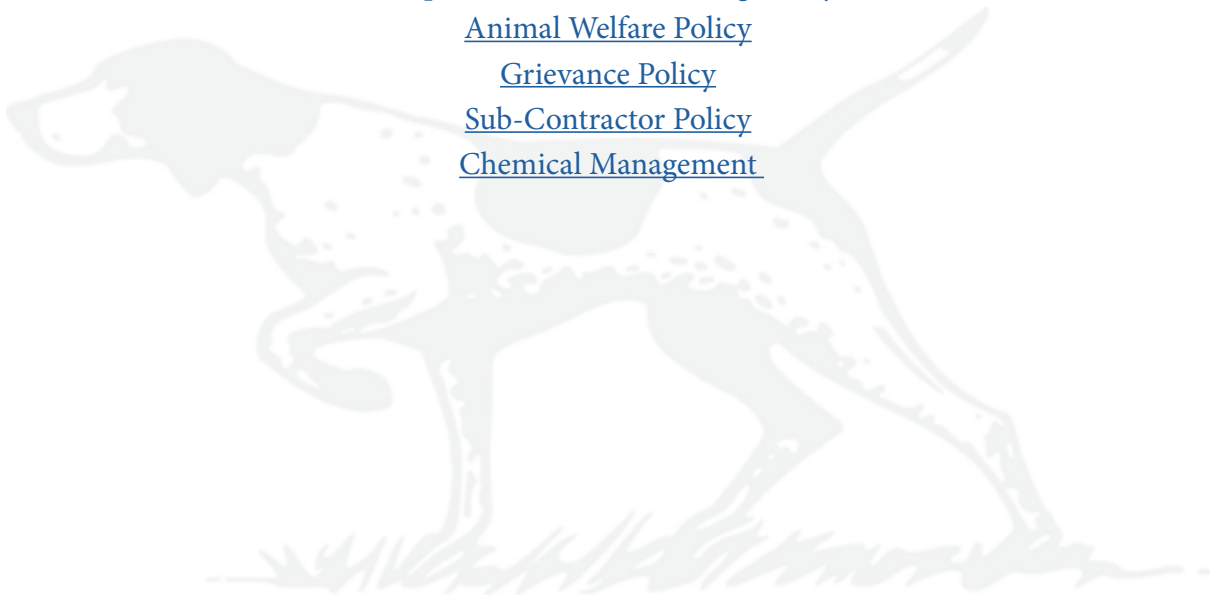 Animal Welfare Policy
Grievance Policy
Sub-Contractor Policy
Chemical Management